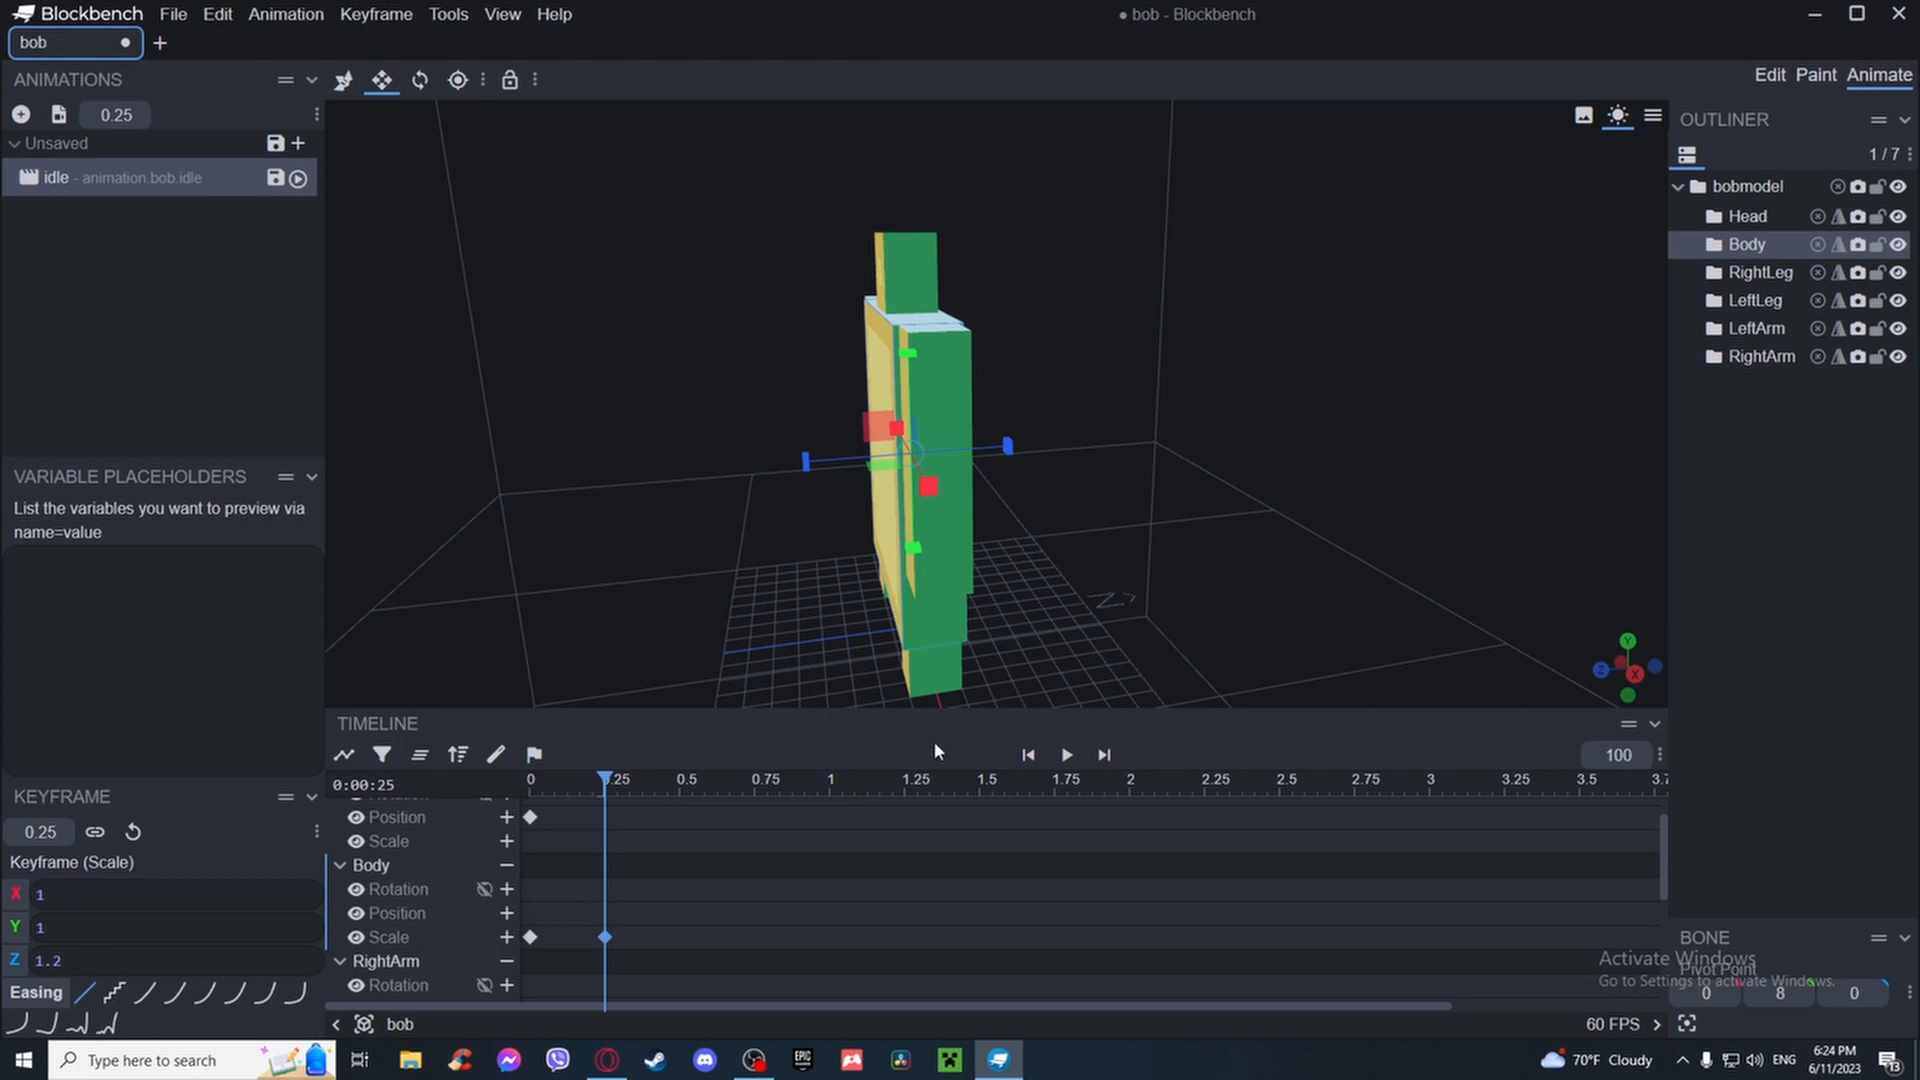 Blockbench File Edit Animation Keyframe Tools View Help
● bob - Blockbench
bob
ANIMATIONS
0.25
Unsaved
idle - animation.bob.idle
Edit Paint Animate
OUTLINER
1 / 7
bobmodel
Head
Body
RightLeg
LeftLeg
LeftArm
RightArm
VARIABLE PLACEHOLDERS
List the variables you want to preview via
name=value
Y
Z
X
TIMELINE
100
0:00:25
0 0.25 0.5 0.75 1 1.25 1.5 1.75 2 2.25 2.5 2.75 3 3.25 3.5
Position
Scale
Body
Rotation
Position
Scale
RightArm
Rotation
KEYFRAME
0.25
Keyframe (Scale)
X 1
Y 1
Z 1.2
Easing
BONE
Pivot Point
0 8 0
Activate Windows
Go to Settings to activate Windows.
bob
60 FPS
Type here to search
EPIC
70°F Cloudy
ENG
6:24 PM
6/11/2023
13